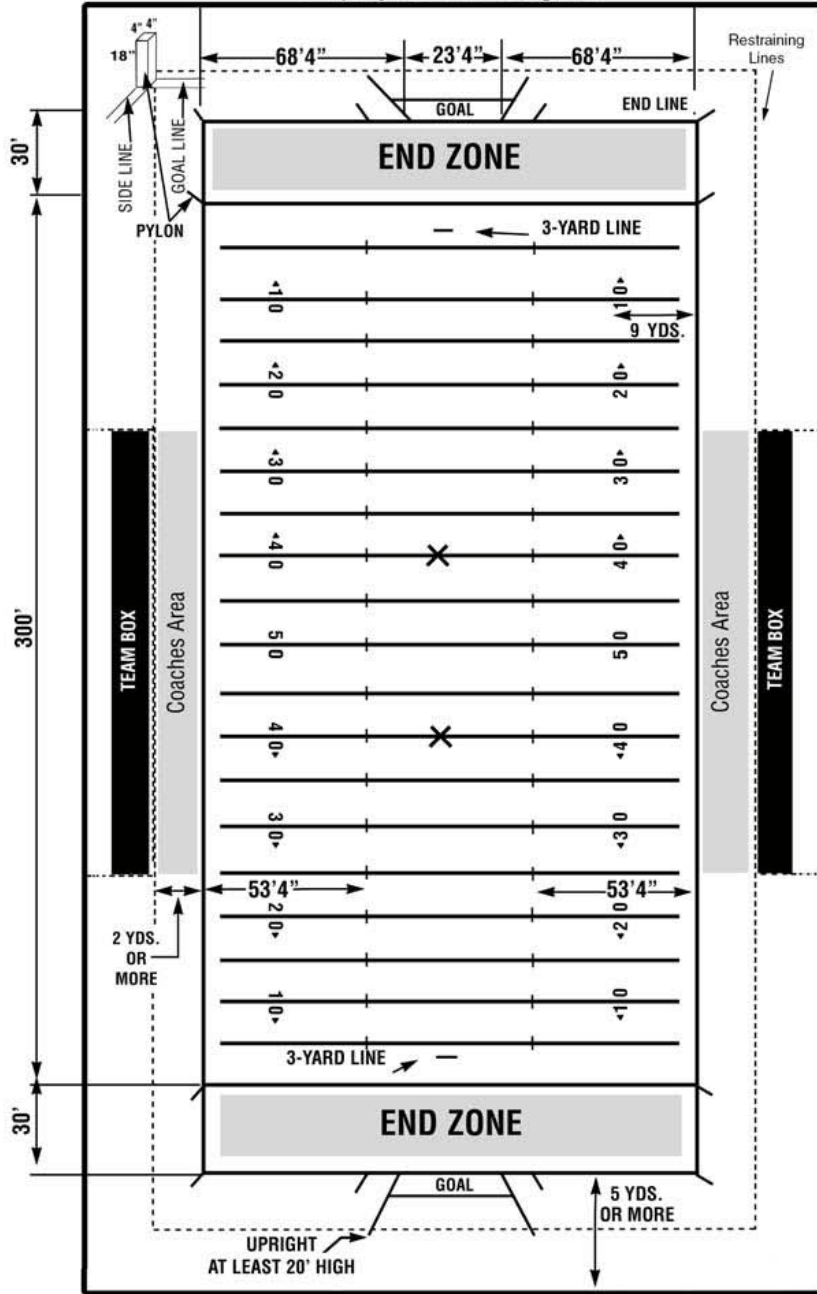 4" 4"
18"
68'4" 23'4" 68'4"
Restraining
Lines
GOAL
END LINE
30'
SIDE LINE
GOAL LINE
END ZONE
PYLON
3-YARD LINE
10 10
9 YDS.
20 20
30 30
40 40
300'
TEAM BOX
Coaches Area
50 50
Coaches Area
TEAM BOX
40 40
30 30
53'4" 53'4"
2 YDS.
OR
MORE
20 20
10 10
3-YARD LINE
30'
END ZONE
GOAL
5 YDS.
OR MORE
UPRIGHT
AT LEAST 20' HIGH